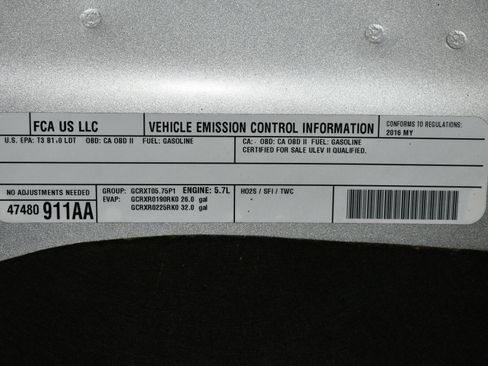 FCA US LLC
VEHICLE EMISSION CONTROL INFORMATION
CONFORMS TO REGULATIONS:
2016 MY
U.S. EPA: T3 B1.0 LDT OBD: CA OBD II FUEL: GASOLINE
CA: OBD: CA OBD II FUEL: GASOLINE
CERTIFIED FOR SALE ULEV II QUALIFIED.
NO ADJUSTMENTS NEEDED
47480 911AA
GROUP: GCRXT05.75P1 ENGINE: 5.7L
EVAP: GCRXR0190RK0 26.0 gal
GCRXR0225RK0 32.0 gal
HO2S / SFI / TWC